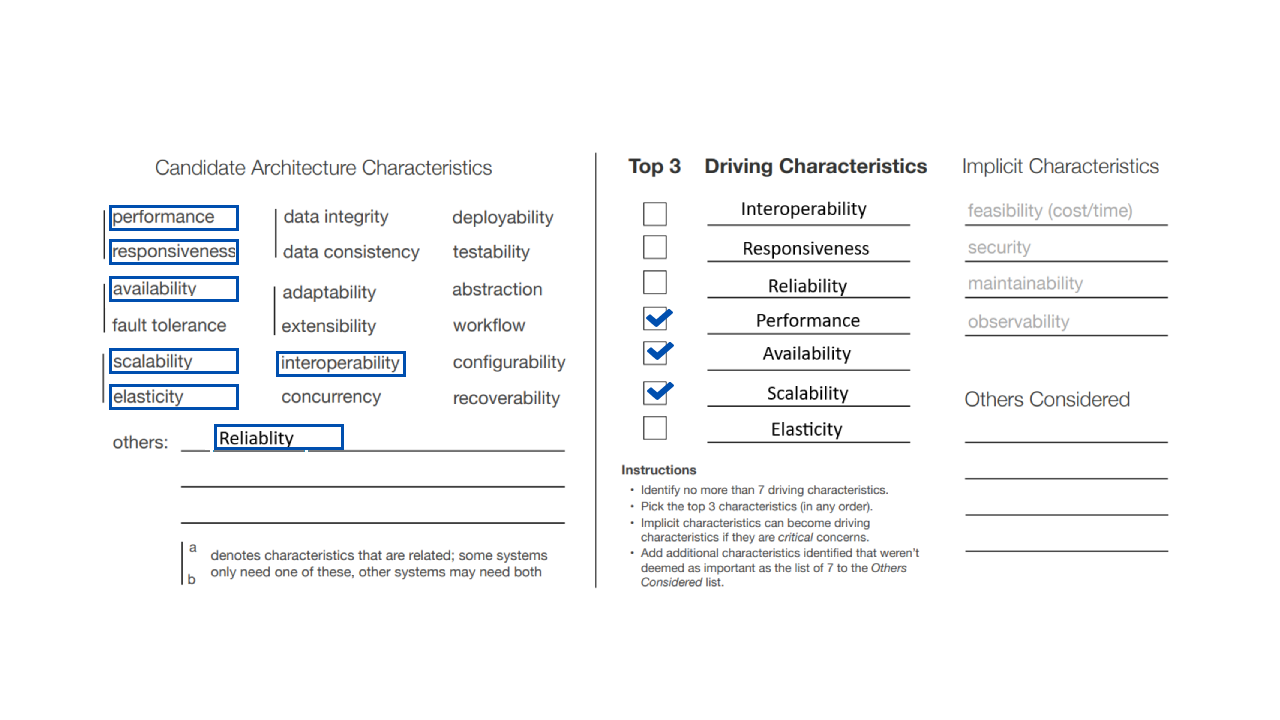 Candidate Architecture Characteristics
performance data integrity deployability
responsiveness data consistency testability
availability adaptability abstraction
fault tolerance extensibility workflow
scalability interoperability configurability
elasticity concurrency recoverability
others: Reliablity
a
b
denotes characteristics that are related; some systems
only need one of these, other systems may need both
Top 3 Driving Characteristics
Interoperability
Responsiveness
Reliability
Performance
Availability
Scalability
Elasticity
Instructions
• Identify no more than 7 driving characteristics.
• Pick the top 3 characteristics (in any order).
• Implicit characteristics can become driving
characteristics if they are critical concerns.
• Add additional characteristics identified that weren't
deemed as important as the list of 7 to the Others
Considered list.
Implicit Characteristics
feasibility (cost/time)
security
maintainability
observability
Others Considered